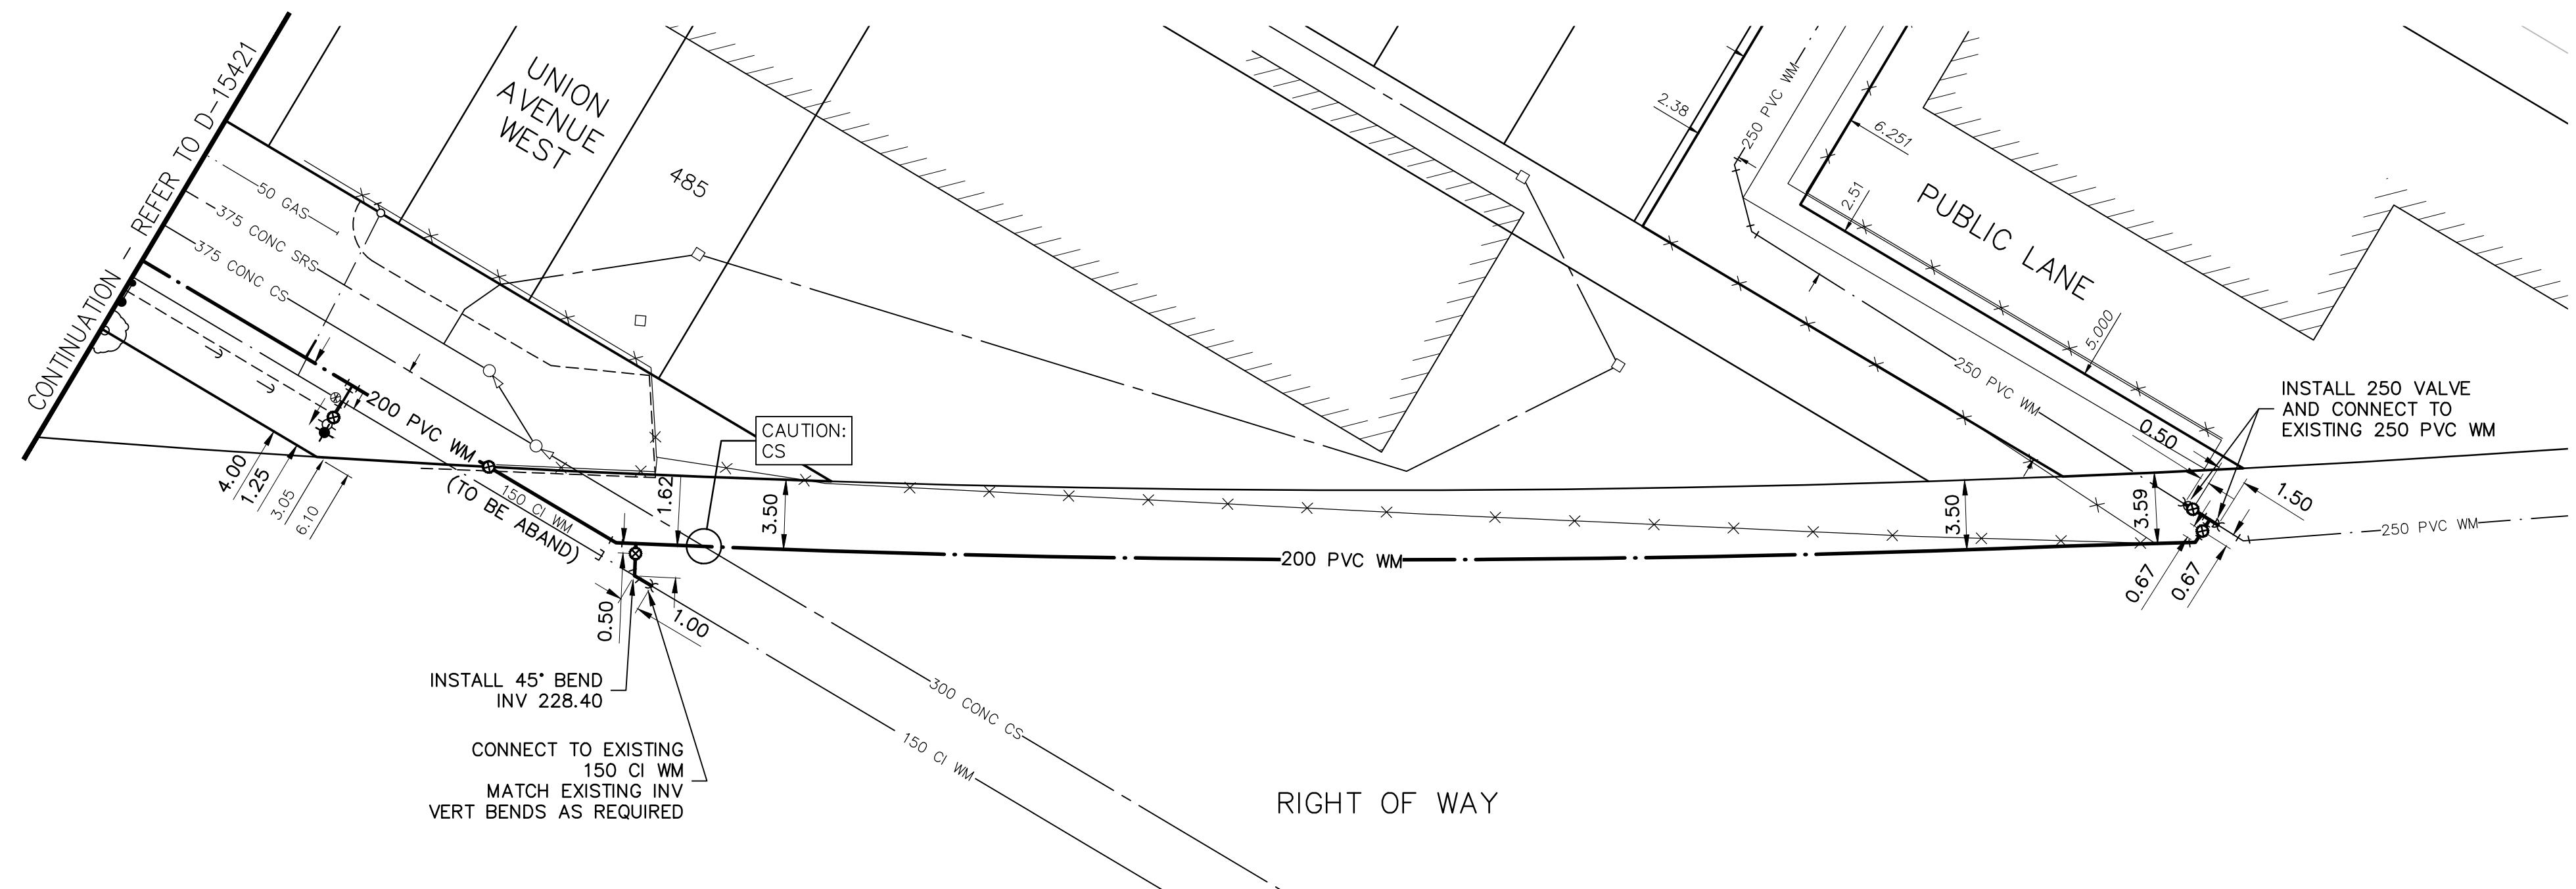 CONTINUATION - REFER TO D-15421
UNION
AVENUE
WEST
485
50 GAS
375 CONC SRS
375 CONC CS
200 PVC WM
150 CI WM
(TO BE ABAND)
4.00
1.25
3.05
6.10
CAUTION:
CS
1.62
3.50
0.50
1.00
INSTALL 45° BEND
INV 228.40
CONNECT TO EXISTING
150 CI WM
MATCH EXISTING INV
VERT BENDS AS REQUIRED
300 CONC CS
150 CI WM
200 PVC WM
RIGHT OF WAY
2.38
250 PVC WM
6.251
2.51
PUBLIC LANE
5.000
250 PVC WM
0.50
INSTALL 250 VALVE
AND CONNECT TO
EXISTING 250 PVC WM
3.50
3.59
1.50
250 PVC WM
0.67
0.67